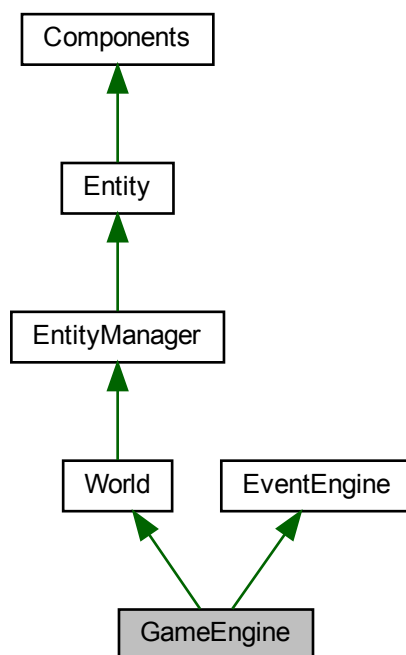 Components
Entity
EntityManager
World
EventEngine
GameEngine